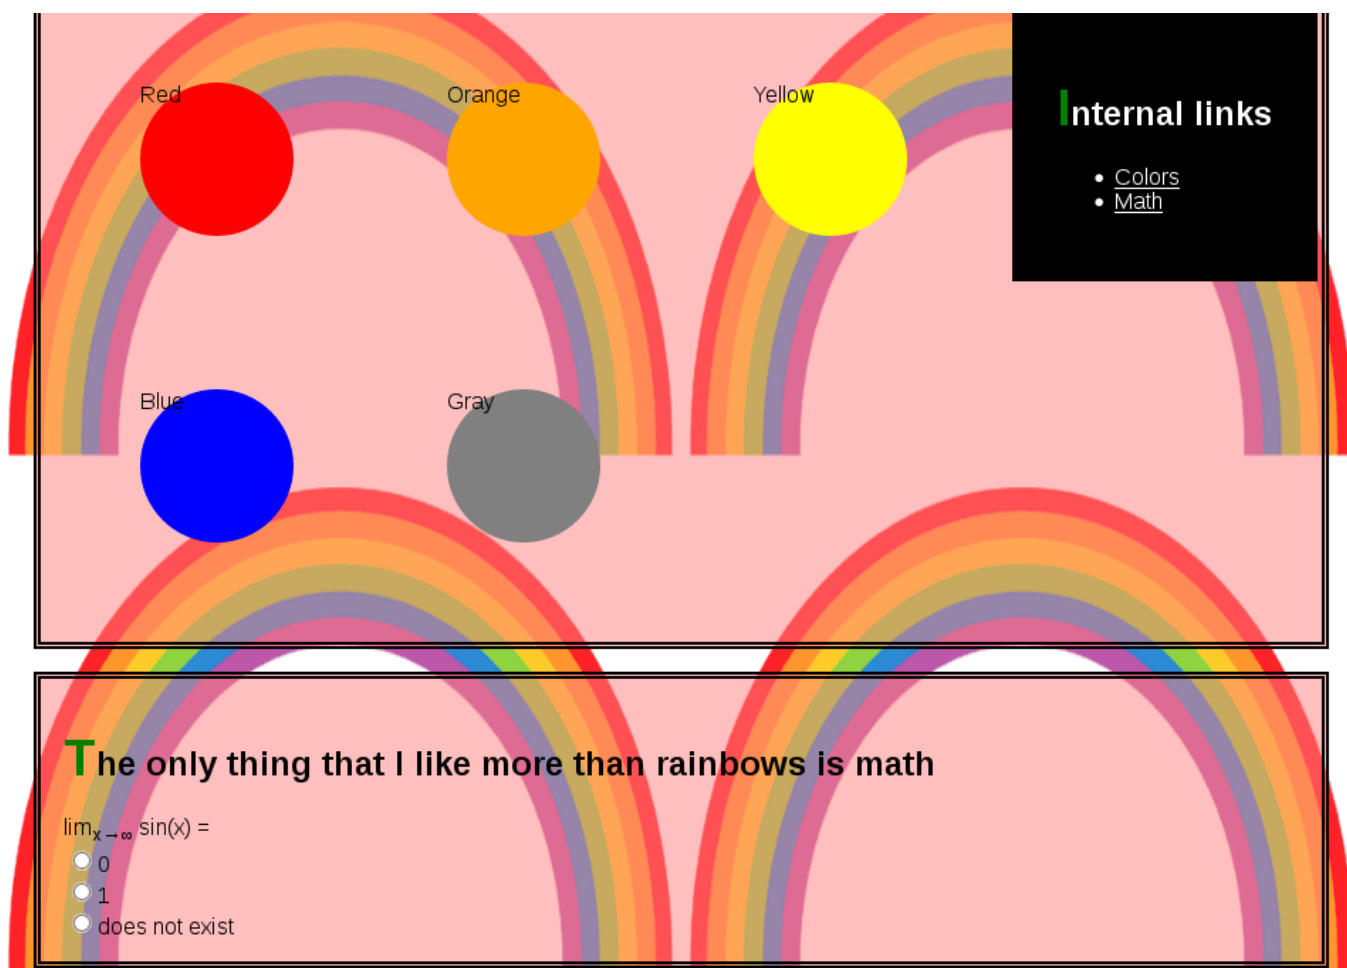 Red
Orange
Yellow
Internal links
Colors
Math
Blue
Gray
The only thing that I like more than rainbows is math
lim x→∞ sin(x) =
0
1
does not exist